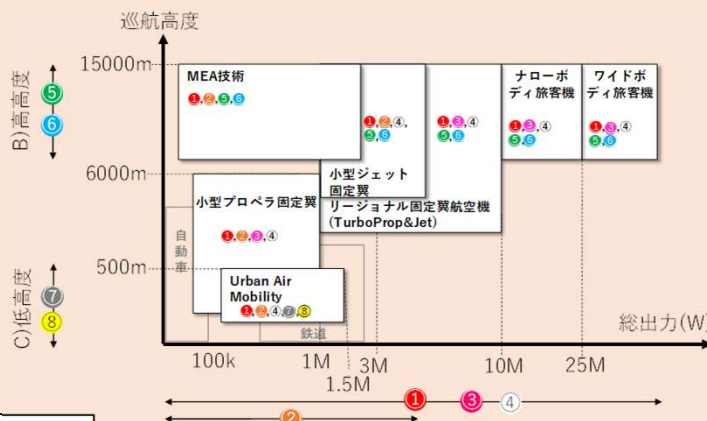 巡航高度
15000m
MEA技術
1,2,5,6
ナローボ
ディ旅客機
1,3,4
5,6
ワイドボ
ディ旅客機
1,3,4
5,6
1,2,4,
5,6
1,3,4
5,6
B)高高度
5
6
6000m
小型ジェット
固定翼
リージョナル固定翼航空機
(TurboProp&Jet)
小型プロペラ固定翼
1,2,3,4
自動車
500m
Urban Air
Mobility
1,2,4,7,8
C)低高度
7
8
鉄道
総出力(W)
100k
1M
1.5M
3M
10M
25M
1
3
4
2